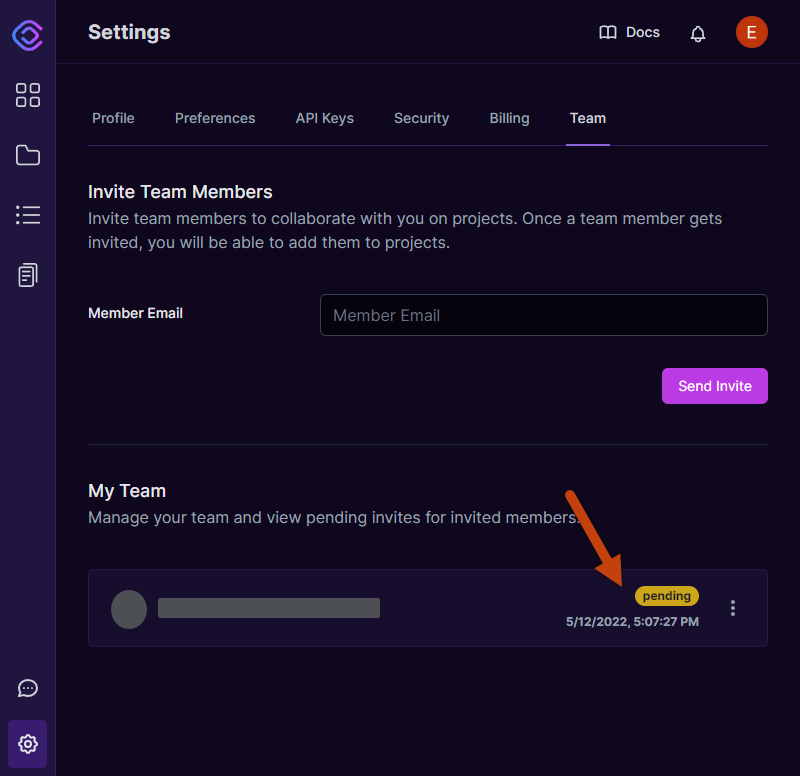 Settings
Docs
E
Profile Preferences API Keys Security Billing Team
Invite Team Members
Invite team members to collaborate with you on projects. Once a team member gets
invited, you will be able to add them to projects.
Member Email
Member Email
Send Invite
My Team
Manage your team and view pending invites for invited members.
pending
5/12/2022, 5:07:27 PM